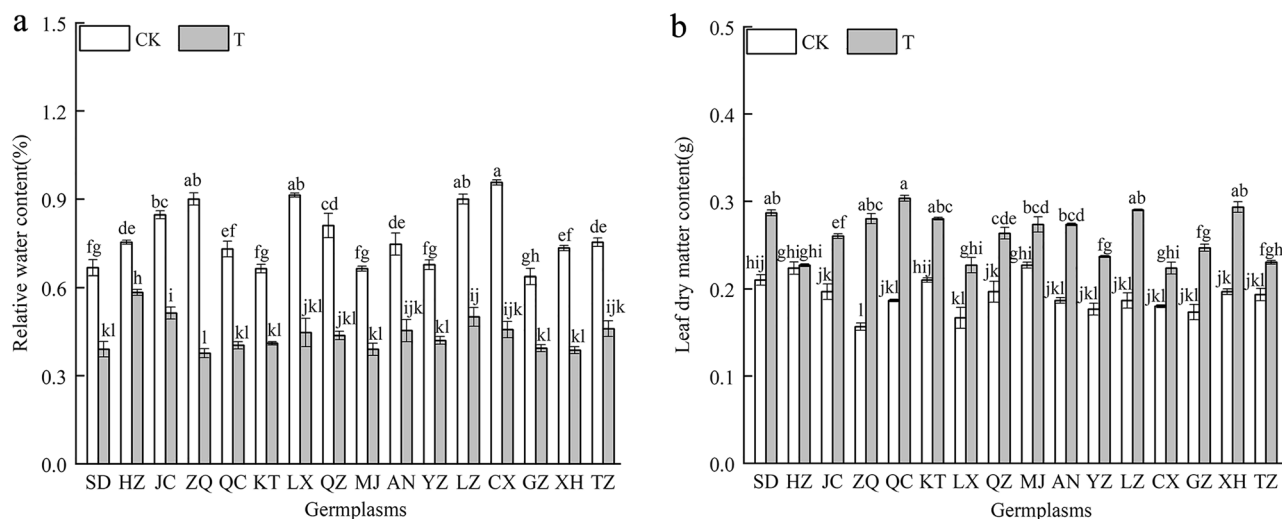 a
CK T
Relative water content(%)
1.5
1.2
0.9
0.6
0.3
0.0
fg kl de h bc i ab l ef kl fg kl ab jkl cd jkl fg kl de ijk fg kl ab ij a ijk gh kl ef kl de ijk
SD HZ JC ZQ QC KT LX QZ MJ AN YZ LZ CX GZ XH TZ
Germplasms
b
CK T
Leaf dry matter content(g)
0.5
0.4
0.3
0.2
0.1
0.0
hij ab ghi ghi jk ef l abc jkl a hij abc kl ghi jk cde ghi bcd jkl bcd jkl fg jkl ab jkl ghi jkl fg jk ab jkl fgh
SD HZ JC ZQ QC KT LX QZ MJ AN YZ LZ CX GZ XH TZ
Germplasms